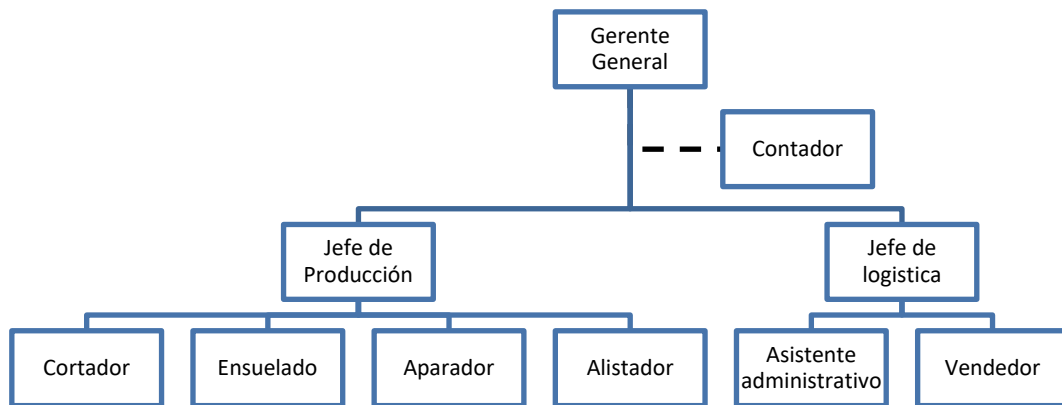 Gerente
General
Contador
Jefe de
Producción
Jefe de
logistica
Cortador
Ensuelado
Aparador
Alistador
Asistente
administrativo
Vendedor